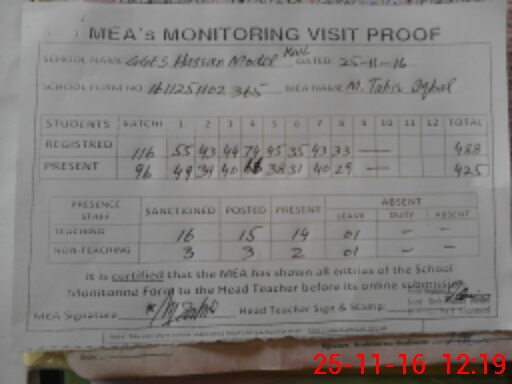 MEA's MONITORING VISIT PROOF
SCHOOL NAME Hassan Model DATED: 25-11-16
SCHOOL FORM NO MEA NAME M. Tahir Iqbal
STUDENTS KATCHI 1 2 3 4 5 6 7 8 9 10 11 12 TOTAL
REGISTRED 116 55 43 44 74 45 35 43 33 — 488
PRESENT 96 49 39 40 38 31 40 29 — 425
PRESENCE STAFF SANCTIONED POSTED PRESENT ABSENT
LEAVE DUTY ABSENT
TEACHING 16 15 14 01 - -
NON-TEACHING 3 3 2 01 - -
It is certified that the MEA has shown all entries of the School
Monitoring Form to the Head Teacher before its online submission
MEA Signature Head Teacher Sign & Stamp:
25-11-16 12.19